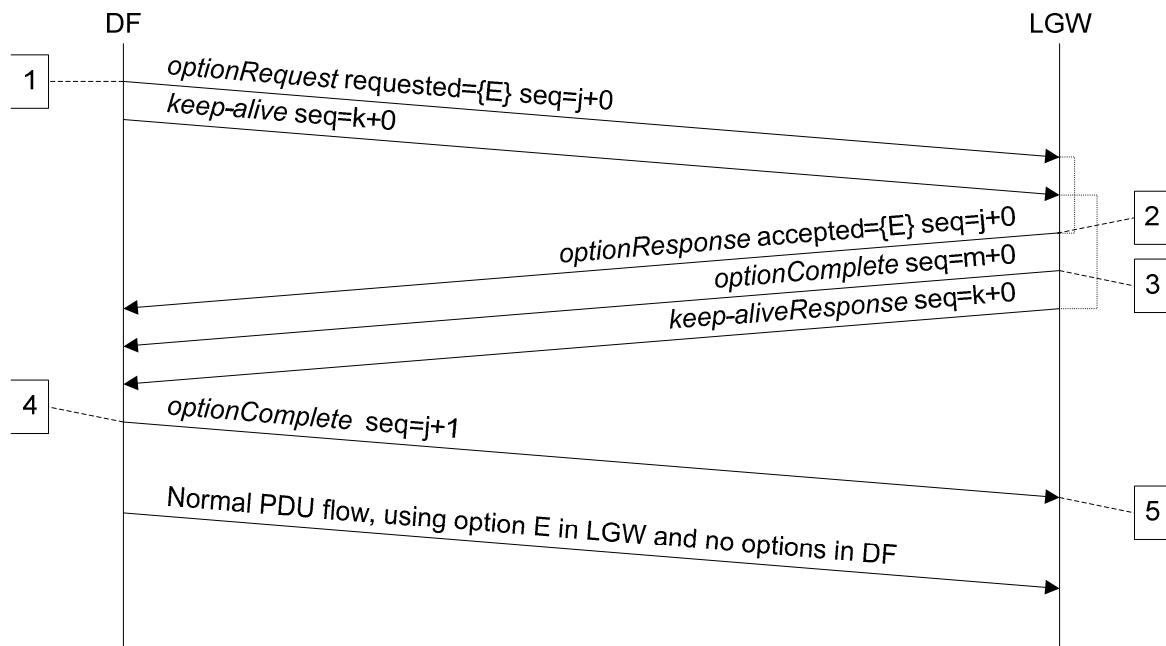 DF
LGW
1
optionRequest requested={E} seq=j+0
keep-alive seq=k+0
2
optionResponse accepted={E} seq=j+0
optionComplete seq=m+0
3
keep-aliveResponse seq=k+0
4
optionComplete seq=j+1
5
Normal PDU flow, using option E in LGW and no options in DF